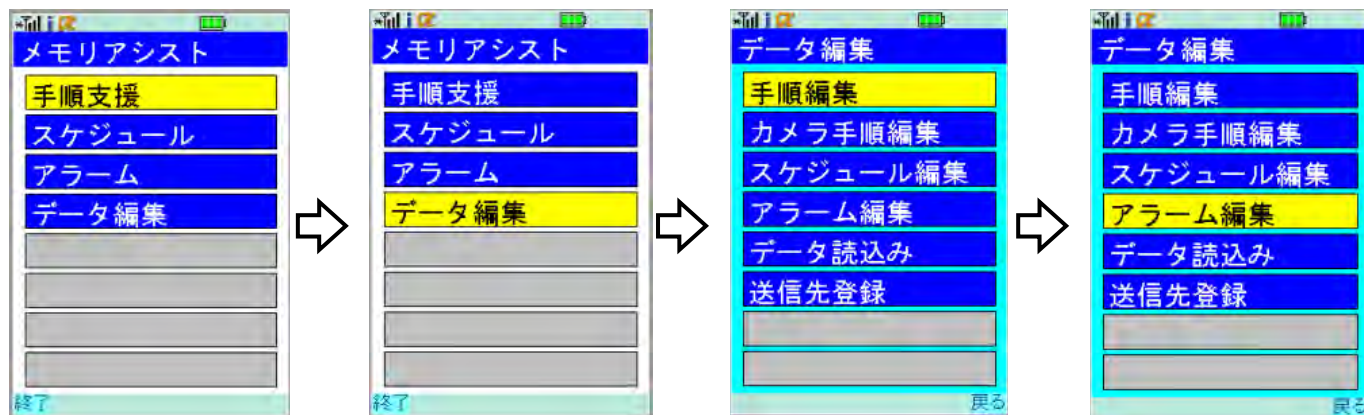 メモリアシスト
手順支援
スケジュール
アラーム
データ編集
終了
メモリアシスト
手順支援
スケジュール
アラーム
データ編集
終了
データ編集
手順編集
カメラ手順編集
スケジュール編集
アラーム編集
データ読込み
送信先登録
戻る
データ編集
手順編集
カメラ手順編集
スケジュール編集
アラーム編集
データ読込み
送信先登録
戻る